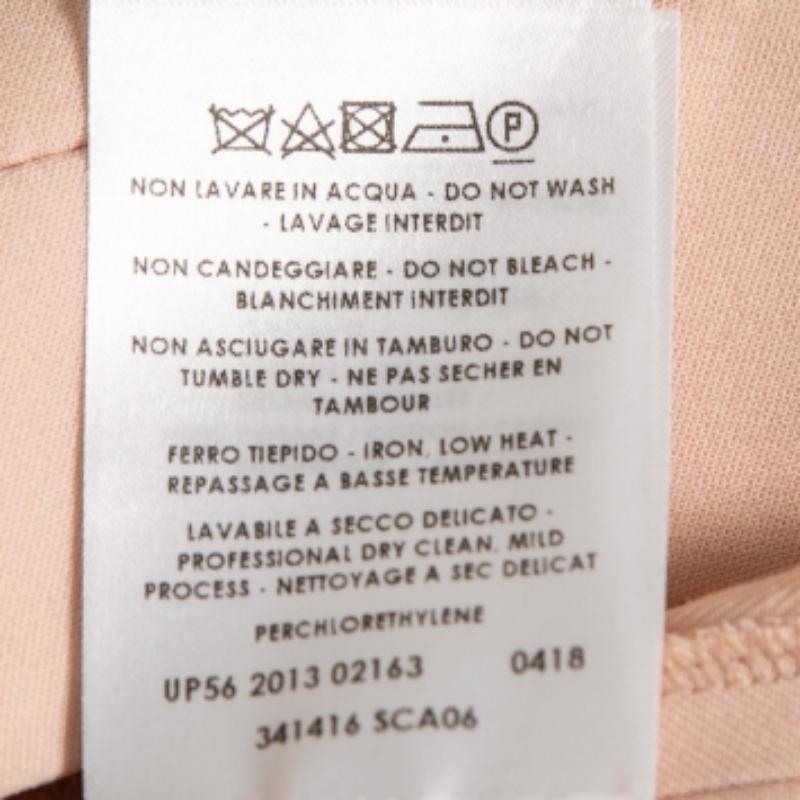 P
NON LAVARE IN ACQUA - DO NOT WASH
- LAVAGE INTERDIT
NON CANDEGGIARE - DO NOT BLEACH -
BLANCHIMENT INTERDIT
NON ASCIUGARE IN TAMBURO - DO NOT
TUMBLE DRY - NE PAS SECHER EN
TAMBOUR
FERRO TIEPIDO - IRON, LOW HEAT -
REPASSAGE A BASSE TEMPERATURE
LAVABILE A SECCO DELICATO -
PROFESSIONAL DRY CLEAN, MILD
PROCESS - NETTOYAGE A SEC DELICAT
PERCHLORETHYLENE
UP56 2013 02163 0418
341416 SCA06